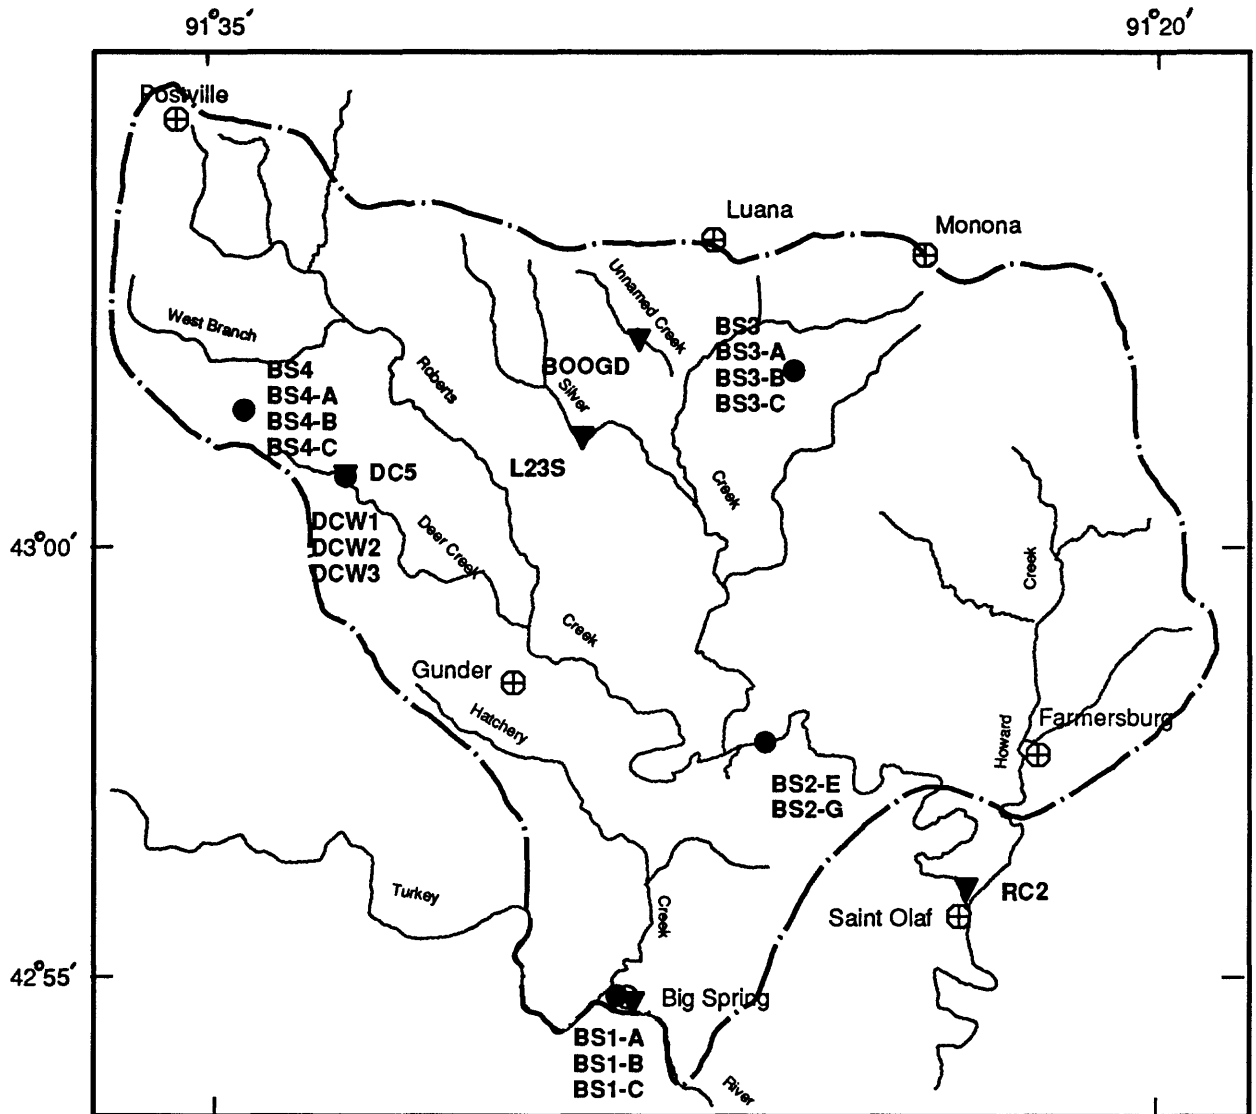 91°35′
91°20′
Postville
Luana
Monona
Unnamed Creek
West Branch
BS3
BS3-A
BS3-B
BS3-C
BOOGD
BS4
BS4-A
BS4-B
BS4-C
Roberts
Silver
L23S
Creek
DC5
DCW1
DCW2
DCW3
43°00′
Deer Creek
Creek
Creek
Gunder
Hatchery
Howard
Farmersburg
BS2-E
BS2-G
Turkey
Creek
RC2
Saint Olaf
42°55′
Big Spring
BS1-A
BS1-B
BS1-C
River